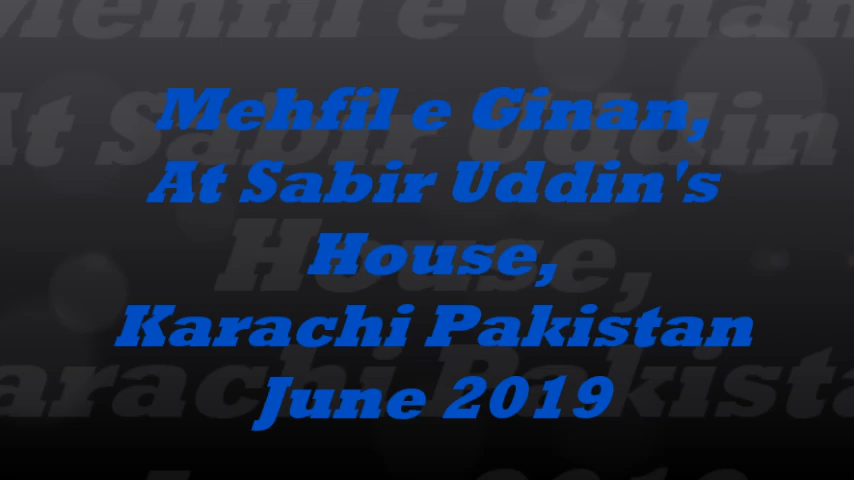 Mehfil e Ginan,
At Sabir Uddin's
House,
Karachi Pakistan
June 2019